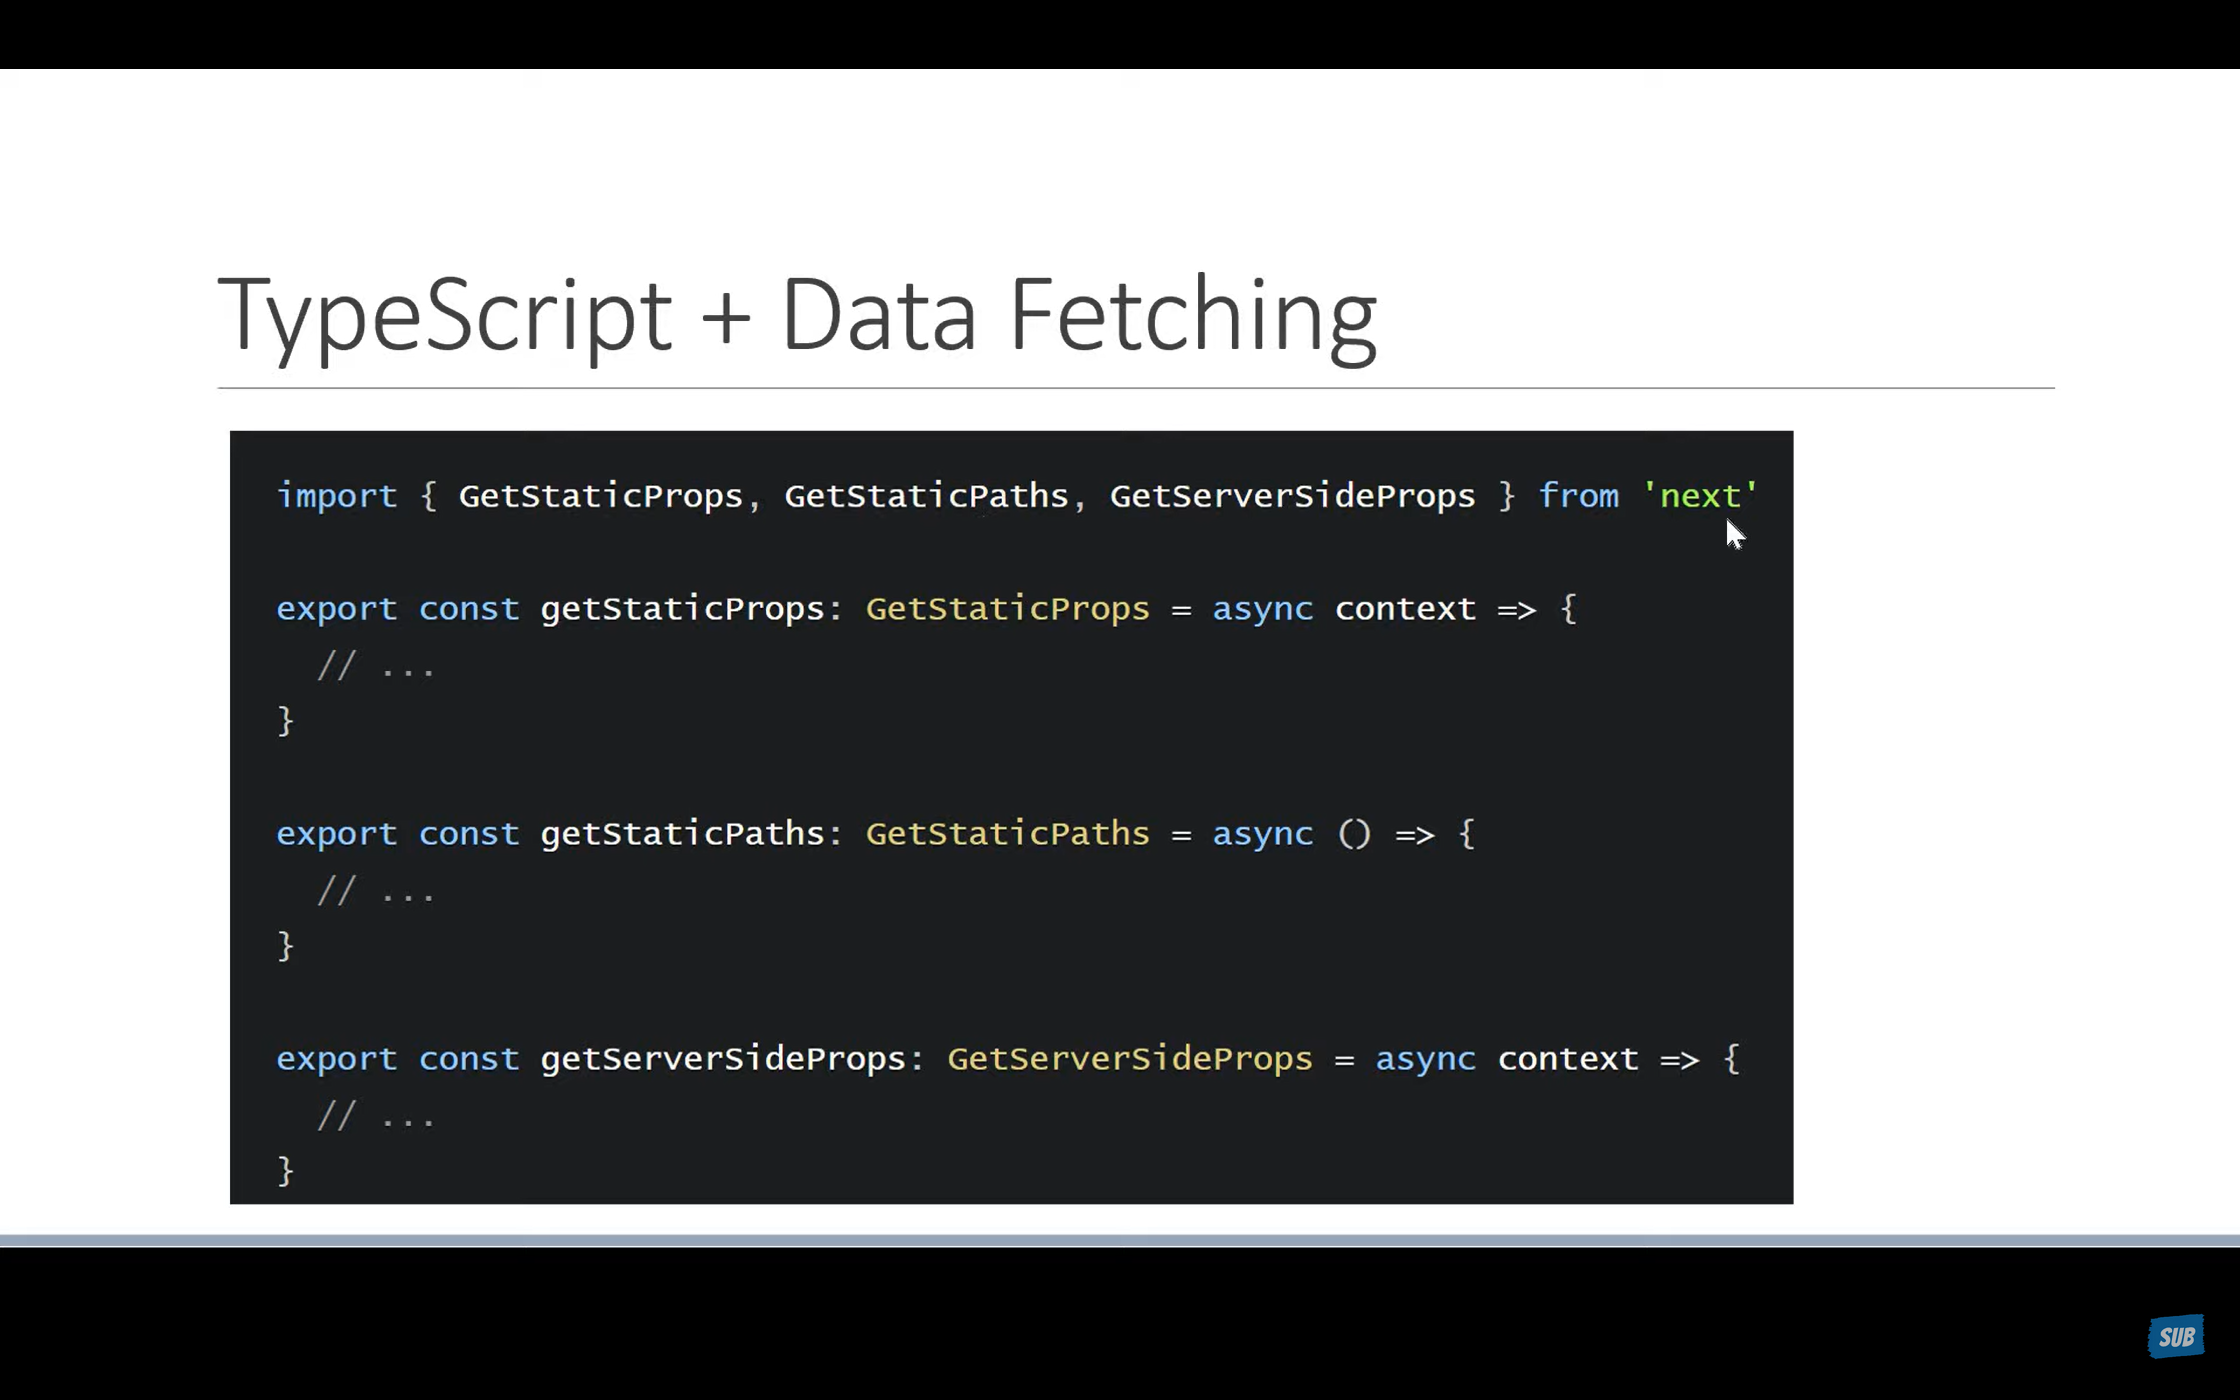 TypeScript + Data Fetching
import { GetStaticProps, GetStaticPaths, GetServerSideProps } from 'next'
export const getStaticProps: GetStaticProps = async context => {
// ...
}
export const getStaticPaths: GetStaticPaths = async () => {
// ...
}
export const getServerSideProps: GetServerSideProps = async context => {
// ...
}
SUB